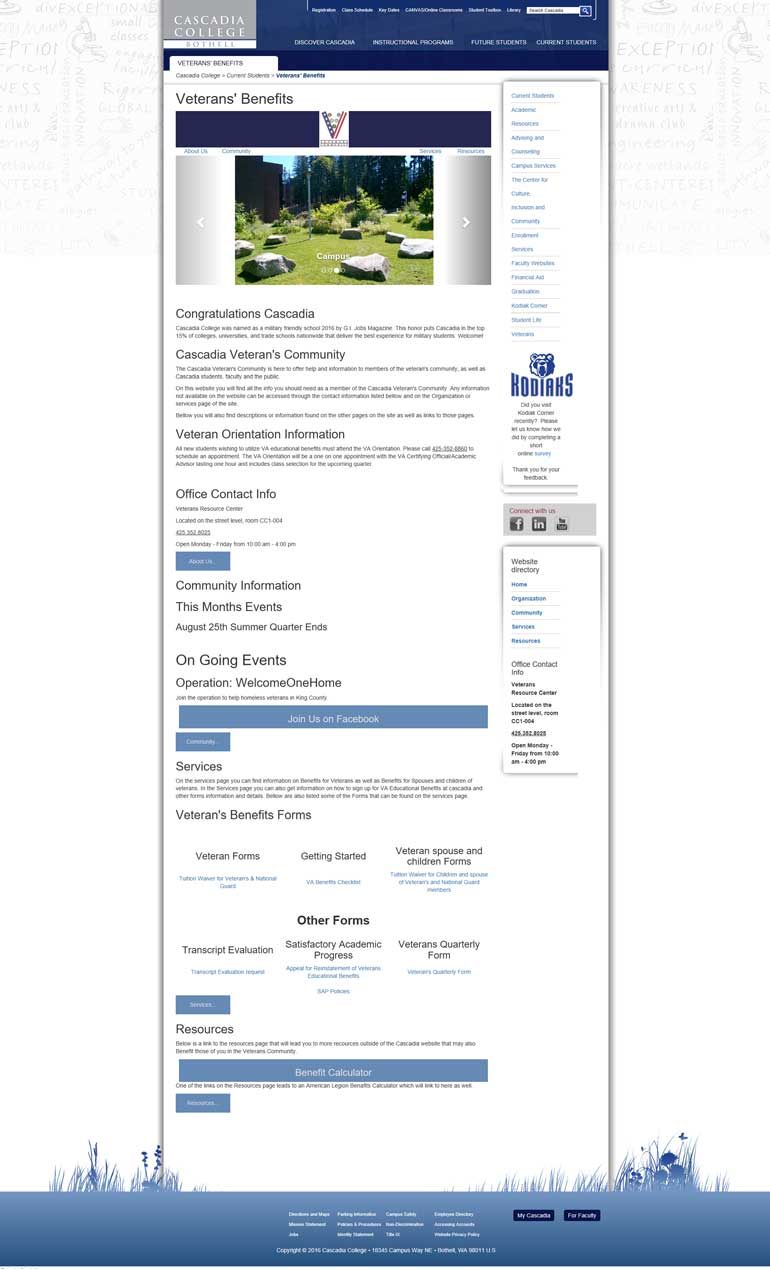 CASCADIA
COLLEGE
BOTHELL
Registration Class Schedule Key Dates CANVAS/Online Classrooms Student Toolbox Library Search Cascadia
DISCOVER CASCADIA INSTRUCTIONAL PROGRAMS FUTURE STUDENTS CURRENT STUDENTS
VETERANS' BENEFITS
Cascadia College > Current Students > Veterans' Benefits
Veterans' Benefits
About Us Community Services Resources
Campus
Congratulations Cascadia
Cascadia College was named as a military friendly school 2016 by G.I. Jobs Magazine. This honor puts Cascadia in the top
15% of colleges, universities, and trade schools nationwide that deliver the best experience for military students. Welcome!
Cascadia Veteran's Community
The Cascadia Veteran's Community is here to offer help and information to members of the veteran's community, as well as
Cascadia students, faculty and the public.
On this website you will find all the info you should need as a member of the Cascadia Veteran's Community. Any information
not available on the website can be accessed through the contact information listed bellow and on the Organization or
services page of the site.
Bellow you will also find descriptions or information found on the other pages on the site as well as links to those pages.
Veteran Orientation Information
All new students wishing to utilize VA educational benefits must attend the VA Orientation. Please call 425-352-8860 to
schedule an appointment. The VA Orientation will be a one on one appointment with the VA Certifying Official/Academic
Advisor lasting one hour and includes class selection for the upcoming quarter.
Office Contact Info
Veterans Resource Center
Located on the street level, room CC1-004
425.352.8025
Open Monday - Friday from 10:00 am - 4:00 pm
About Us...
Community Information
This Months Events
August 25th Summer Quarter Ends
On Going Events
Operation: WelcomeOneHome
Join the operation to help homeless veterans in King County.
Join Us on Facebook
Community...
Services
On the services page you can find information on Benefits for Veterans as well as Benefits for Spouses and children of
veterans. In the Services page you can also get information on how to sign up for VA Educational Benefits at cascadia and
other forms information and details. Bellow are also listed some of the Forms that can be found on the services page.
Veteran's Benefits Forms
Veteran Forms
Tuition Waiver for Veteran's & National
Guard
Getting Started
VA Benefits Checklist
Veteran spouse and
children Forms
Tuition Waiver for Children and spouse
of Veteran's and National Guard
members
Other Forms
Transcript Evaluation
Transcript Evaluation request
Satisfactory Academic
Progress
Appeal for Reinstatement of Veterans
Educational Benefits
SAP Policies
Veterans Quarterly
Form
Veteran's Quarterly Form
Services...
Resources
Below is a link to the resources page that will lead you to more recources outside of the Cascadia website that may also
Benefit those of you in the Veterans Community.
Benefit Calculator
One of the links on the Resources page leads to an American Legion Benefits Calculator which will link to here as well.
Resources...
Current Students
Academic
Resources
Advising and
Counseling
Campus Services
The Center for
Culture,
Inclusion and
Community
Enrollment
Services
Faculty Websites
Financial Aid
Graduation
Kodiak Corner
Student Life
Veterans
KODIAKS
Did you visit
Kodiak Corner
recently? Please
let us know how we
did by completing a
short
online survey
Thank you for your
feedback.
Connect with us
Website
directory
Home
Organization
Community
Services
Resources
Office Contact
Info
Veterans
Resource Center
Located on the
street level, room
CC1-004
425.352.8025
Open Monday -
Friday from 10:00
am - 4:00 pm
Directions and Maps Parking Information Campus Safety Employee Directory
Mission Statement Policies & Procedures Non-Discrimination Accessing Accounts
Jobs Identity Statement Title IX Website Privacy Policy
My Cascadia For Faculty
Copyright © 2016 Cascadia College • 18345 Campus Way NE • Bothell, WA 98011 U.S